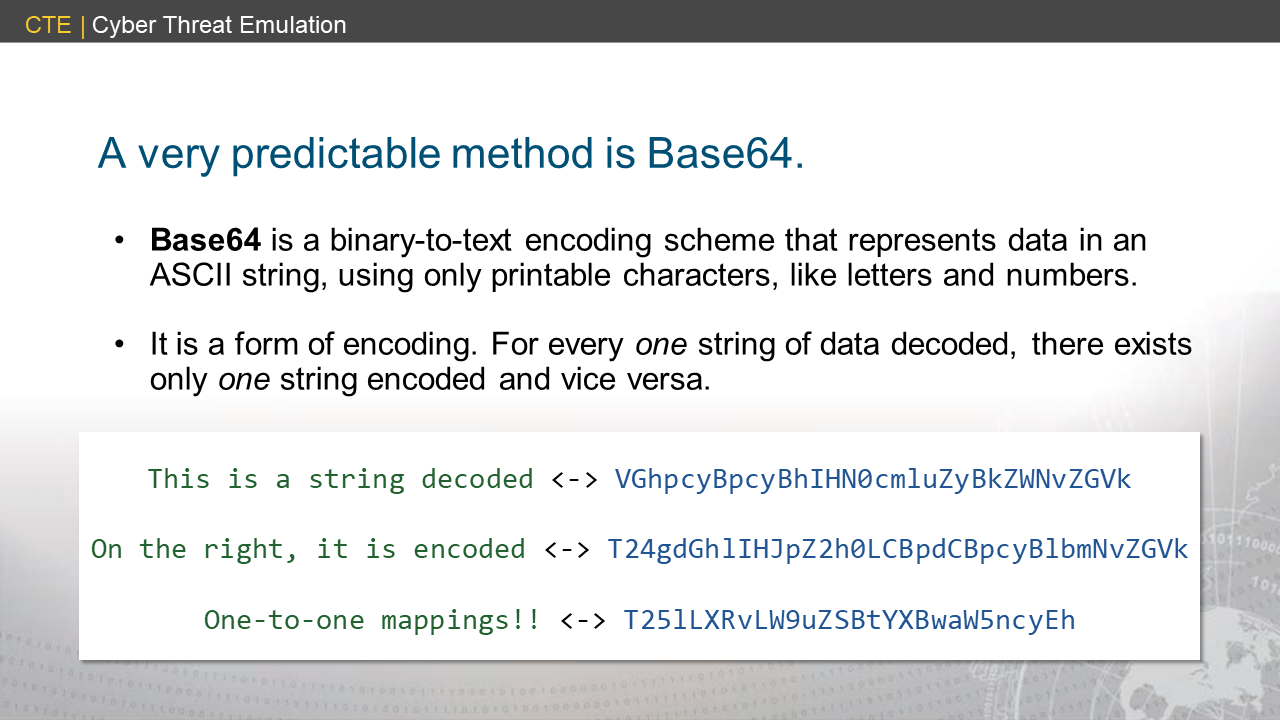 CTE | Cyber Threat Emulation
A very predictable method is Base64.
• Base64 is a binary-to-text encoding scheme that represents data in an
ASCII string, using only printable characters, like letters and numbers.
• It is a form of encoding. For every one string of data decoded, there exists
only one string encoded and vice versa.
This is a string decoded <-> VGhpcyBpcyBhIHN0cmluZyBkZWNvZGVk
On the right, it is encoded <-> T24gdGhlIHJpZ2h0LCBpdCBpcyBlbmNvZGVk
One-to-one mappings!! <-> T25lLXRvLW9uZSBtYXBwaW5ncyEh